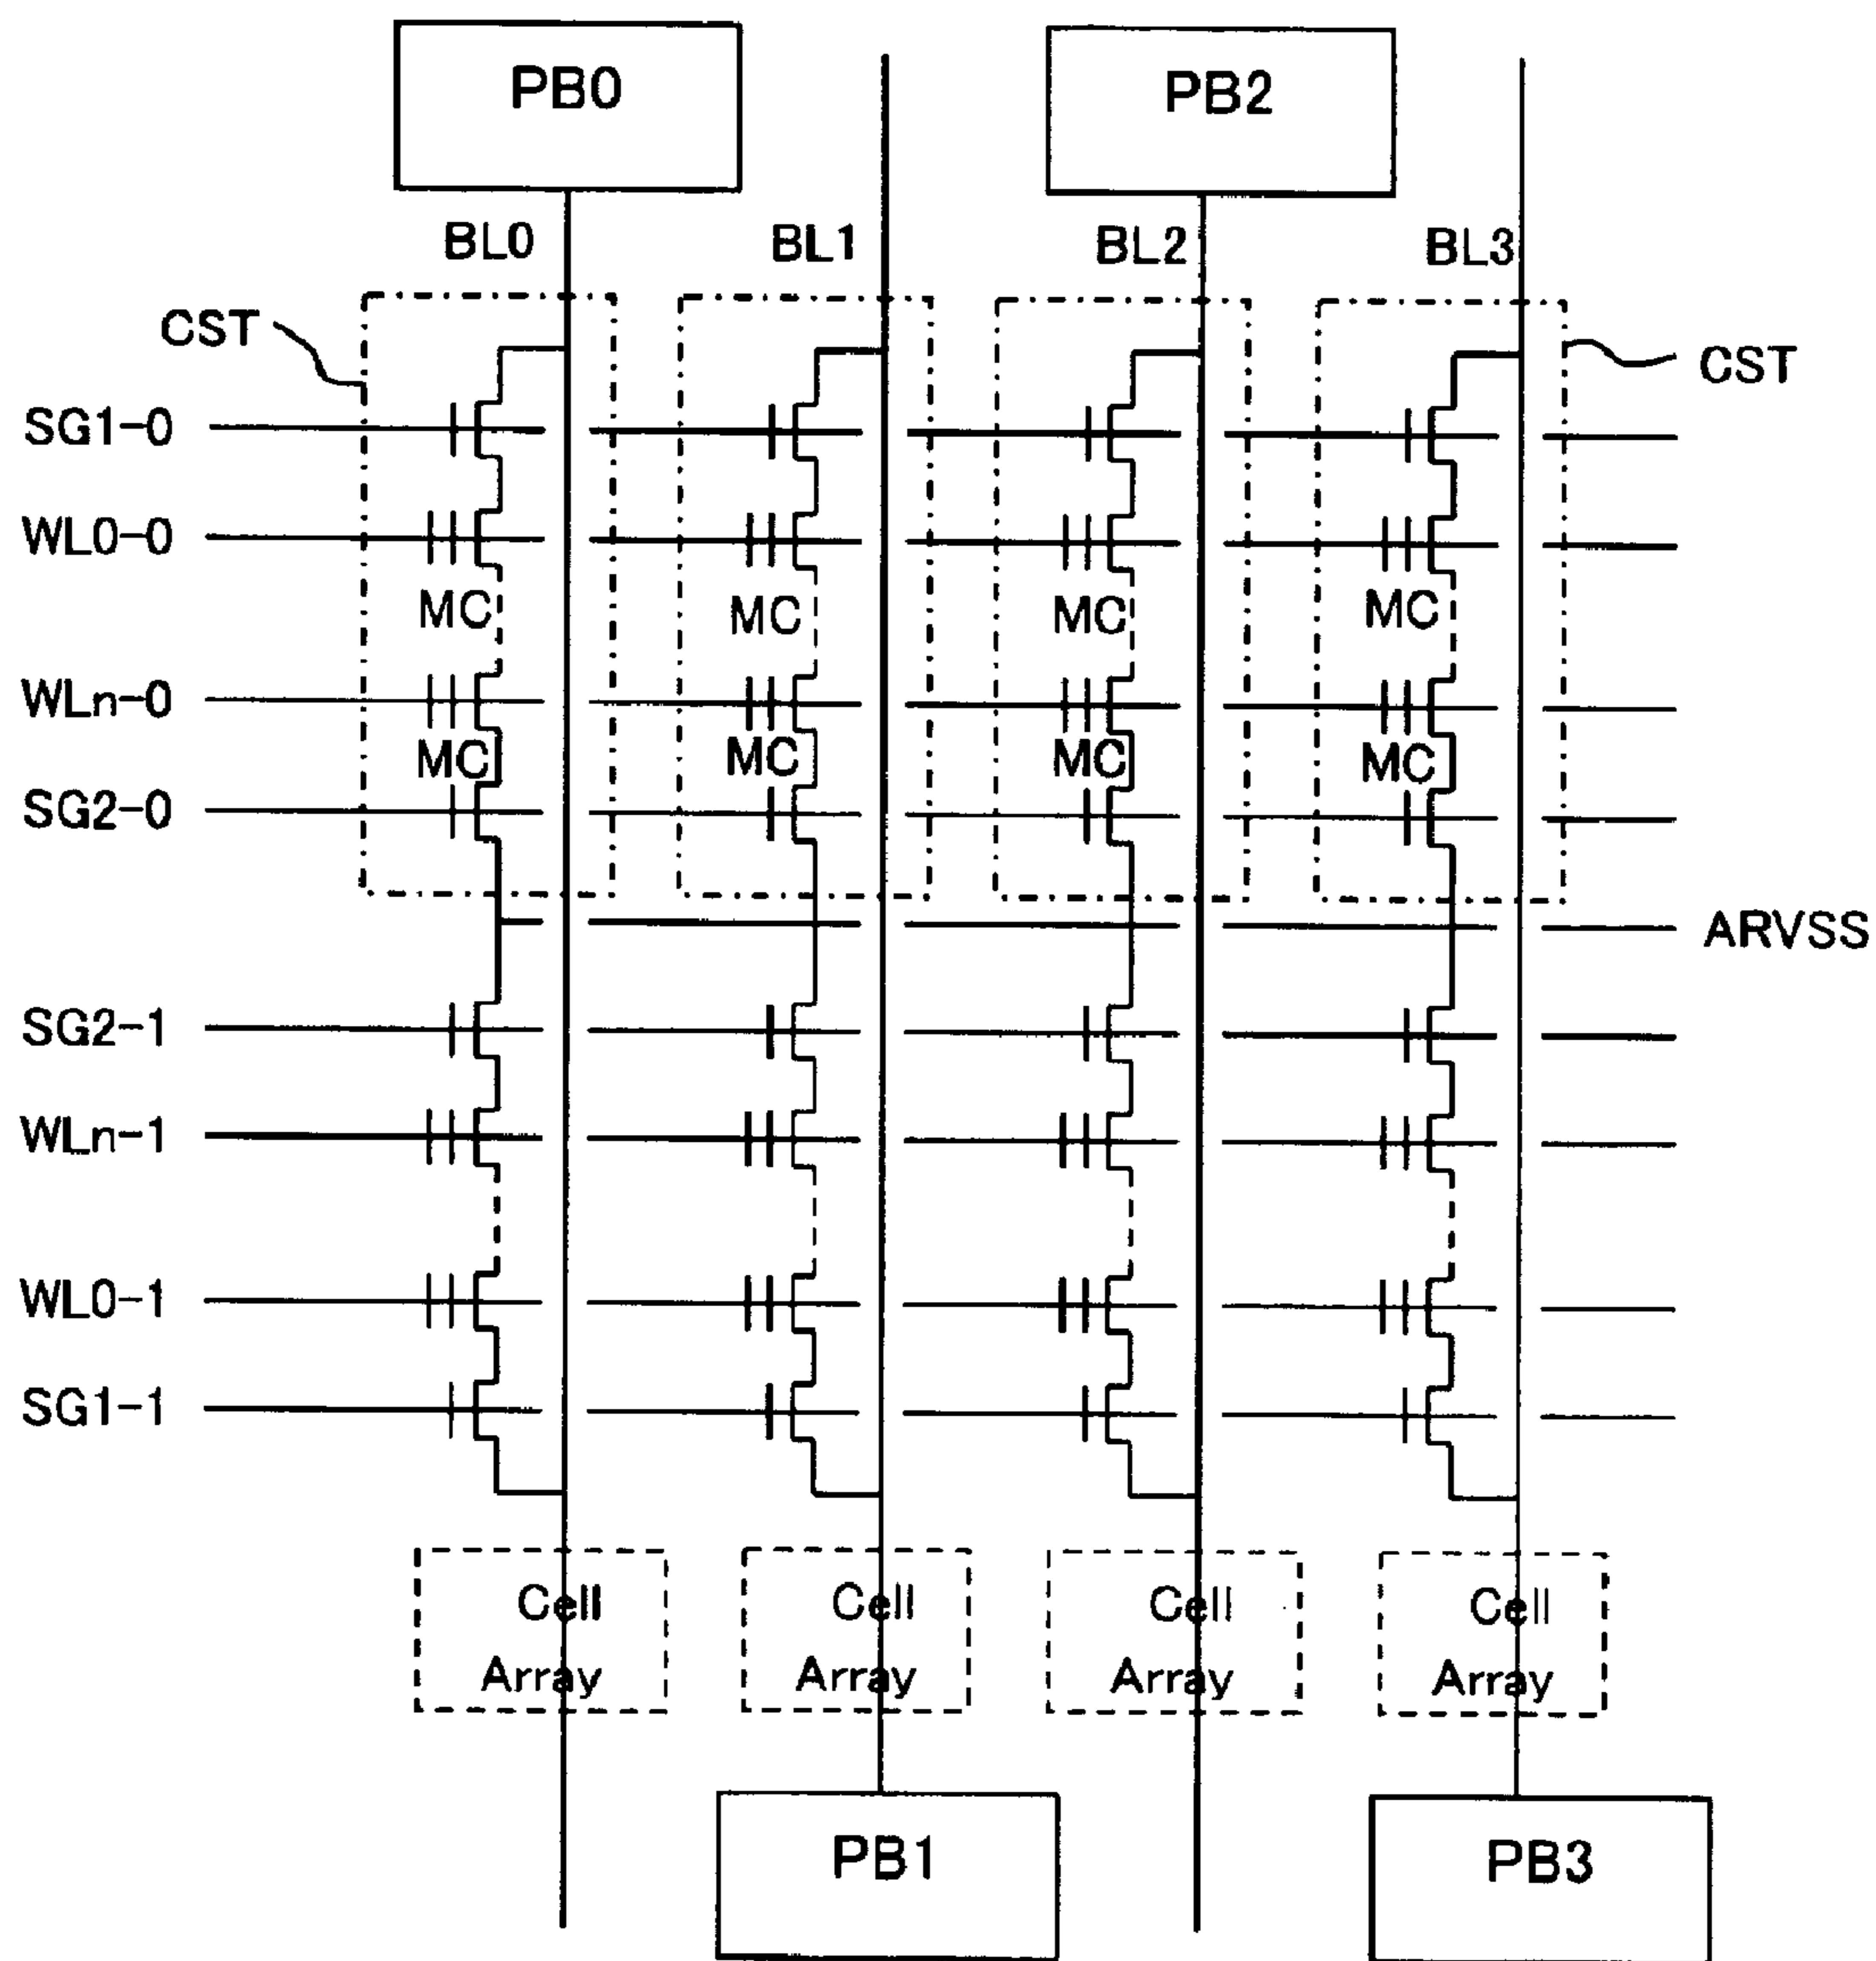 PB0
PB2
BL0
BL1
BL2
BL3
CST
CST
SG1-0
WL0-0
MC
MC
MC
MC
WLn-0
MC
MC
MC
MC
SG2-0
ARVSS
SG2-1
WLn-1
WL0-1
SG1-1
Cell
Array
Cell
Array
Cell
Array
Cell
Array
PB1
PB3